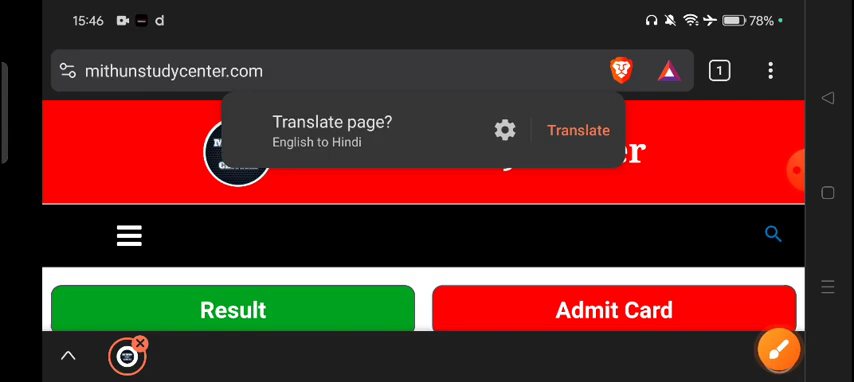 15:46 d 78%
mithunstudycenter.com 1
Translate page?
English to Hindi
Translate
Result
Admit Card